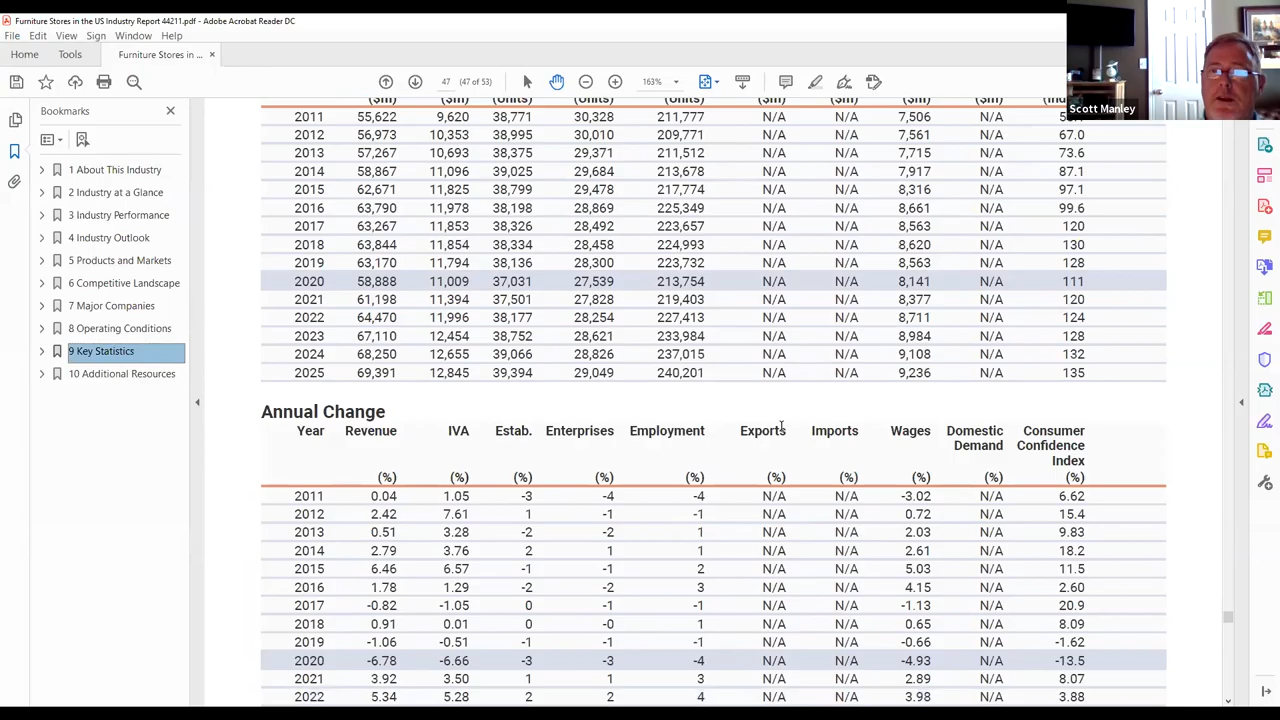 Furniture Stores in the US Industry Report 44211.pdf - Adobe Acrobat Reader DC
File Edit View Sign Window Help
Home Tools Furniture Stores in ... ×
47 (47 of 53) 163%
Scott Manley
Bookmarks
1 About This Industry
2 Industry at a Glance
3 Industry Performance
4 Industry Outlook
5 Products and Markets
6 Competitive Landscape
7 Major Companies
8 Operating Conditions
9 Key Statistics
10 Additional Resources
($m) ($m) (Units) (Units) (Units) ($m) ($m) ($m) ($m)
2011 55,622 9,620 38,771 30,328 211,777 N/A N/A 7,506 N/A
2012 56,973 10,353 38,995 30,010 209,771 N/A N/A 7,561 N/A 67.0
2013 57,267 10,693 38,375 29,371 211,512 N/A N/A 7,715 N/A 73.6
2014 58,867 11,096 39,025 29,684 213,678 N/A N/A 7,917 N/A 87.1
2015 62,671 11,825 38,799 29,478 217,774 N/A N/A 8,316 N/A 97.1
2016 63,790 11,978 38,198 28,869 225,349 N/A N/A 8,661 N/A 99.6
2017 63,267 11,853 38,326 28,492 223,657 N/A N/A 8,563 N/A 120
2018 63,844 11,854 38,334 28,458 224,993 N/A N/A 8,620 N/A 130
2019 63,170 11,794 38,136 28,300 223,732 N/A N/A 8,563 N/A 128
2020 58,888 11,009 37,031 27,539 213,754 N/A N/A 8,141 N/A 111
2021 61,198 11,394 37,501 27,828 219,403 N/A N/A 8,377 N/A 120
2022 64,470 11,996 38,177 28,254 227,413 N/A N/A 8,711 N/A 124
2023 67,110 12,454 38,752 28,621 233,984 N/A N/A 8,984 N/A 128
2024 68,250 12,655 39,066 28,826 237,015 N/A N/A 9,108 N/A 132
2025 69,391 12,845 39,394 29,049 240,201 N/A N/A 9,236 N/A 135
Annual Change
Year Revenue IVA Estab. Enterprises Employment Exports Imports Wages Domestic Consumer
Demand Confidence
Index
(%) (%) (%) (%) (%) (%) (%) (%) (%) (%)
2011 0.04 1.05 -3 -4 -4 N/A N/A -3.02 N/A 6.62
2012 2.42 7.61 1 -1 -1 N/A N/A 0.72 N/A 15.4
2013 0.51 3.28 -2 -2 1 N/A N/A 2.03 N/A 9.83
2014 2.79 3.76 2 1 1 N/A N/A 2.61 N/A 18.2
2015 6.46 6.57 -1 -1 2 N/A N/A 5.03 N/A 11.5
2016 1.78 1.29 -2 -2 3 N/A N/A 4.15 N/A 2.60
2017 -0.82 -1.05 0 -1 -1 N/A N/A -1.13 N/A 20.9
2018 0.91 0.01 0 -0 1 N/A N/A 0.65 N/A 8.09
2019 -1.06 -0.51 -1 -1 -1 N/A N/A -0.66 N/A -1.62
2020 -6.78 -6.66 -3 -3 -4 N/A N/A -4.93 N/A -13.5
2021 3.92 3.50 1 1 3 N/A N/A 2.89 N/A 8.07
2022 5.34 5.28 2 2 4 N/A N/A 3.98 N/A 3.88